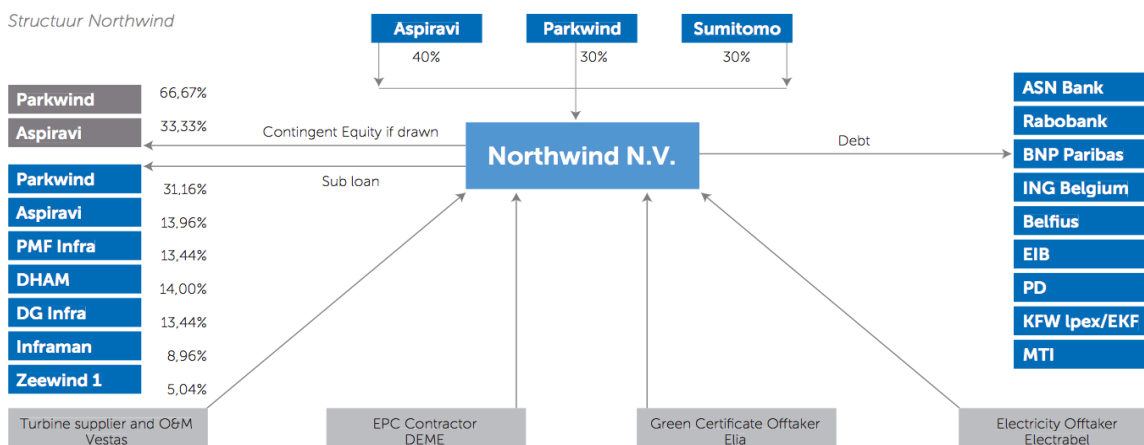 Structuur Northwind
Aspiravi
Parkwind
Sumitomo
40%
30%
30%
Parkwind
66,67%
Aspiravi
33,33%
Contingent Equity if drawn
Sub loan
Northwind N.V.
Debt
Parkwind
31,16%
Aspiravi
13,96%
PMF Infra
13,44%
DHAM
14,00%
DG Infra
13,44%
Inframan
8,96%
Zeewind 1
5,04%
ASN Bank
Rabobank
BNP Paribas
ING Belgium
Belfius
EIB
PD
KFW Ipex/EKF
MTI
Turbine supplier and O&M
Vestas
EPC Contractor
DEME
Green Certificate Offtaker
Elia
Electricity Offtaker
Electrabel